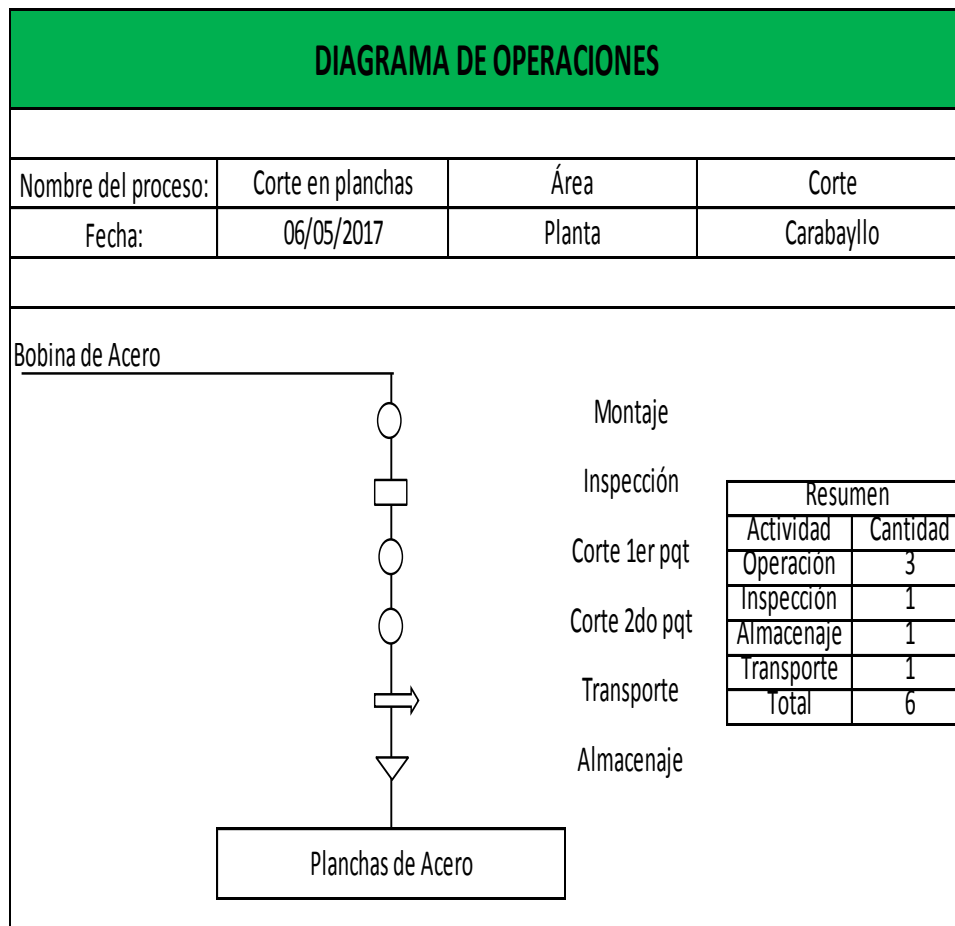 DIAGRAMA DE OPERACIONES
Nombre del proceso: Corte en planchas Área Corte
Fecha: 06/05/2017 Planta Carabayllo
Bobina de Acero
Montaje
Inspección
Corte 1er pqt
Corte 2do pqt
Transporte
Almacenaje
Resumen
Actividad Cantidad
Operación 3
Inspección 1
Almacenaje 1
Transporte 1
Total 6
Planchas de Acero